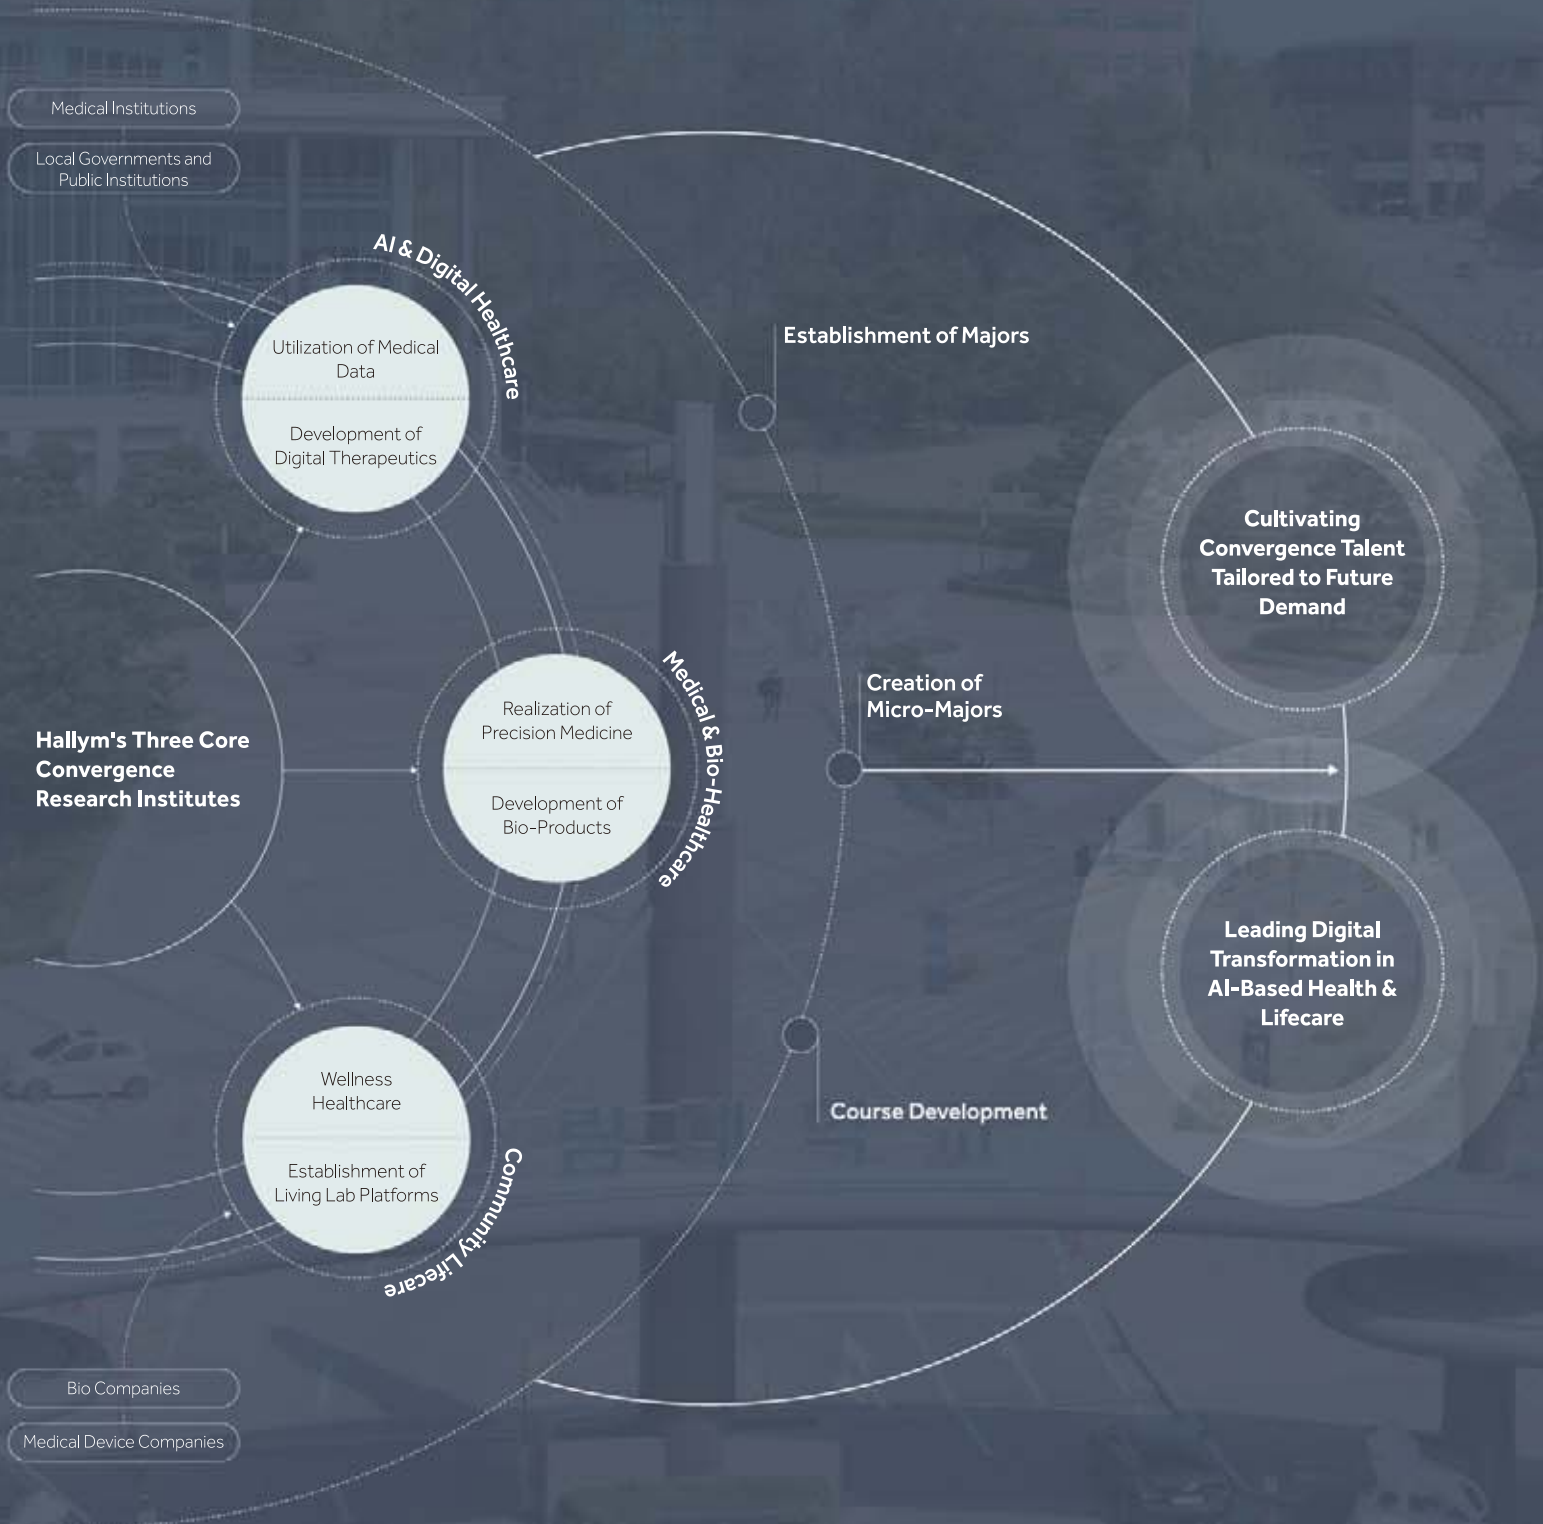 Medical Institutions
Local Governments and
Public Institutions
AI & Digital Healthcare
Utilization of Medical
Data
Development of
Digital Therapeutics
Hallym's Three Core
Convergence
Research Institutes
Realization of
Precision Medicine
Development of
Bio-Products
Medical & Bio-Healthcare
Wellness
Healthcare
Establishment of
Living Lab Platforms
Community Lifecare
Bio Companies
Medical Device Companies
Establishment of Majors
Creation of
Micro-Majors
Course Development
Cultivating
Convergence Talent
Tailored to Future
Demand
Leading Digital
Transformation in
AI-Based Health &
Lifecare